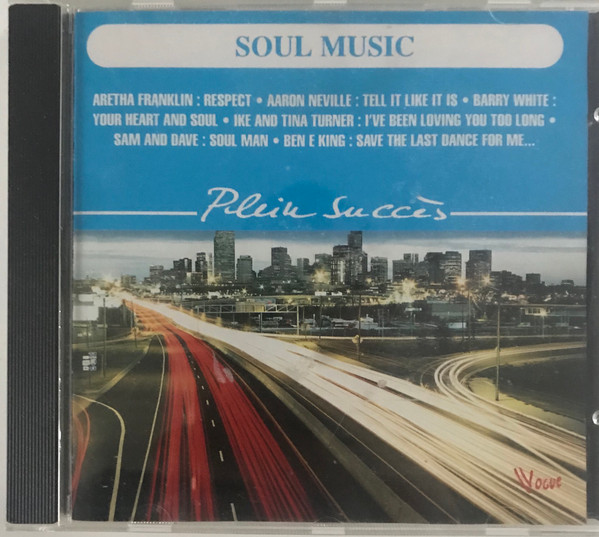 SOUL MUSIC
ARETHA FRANKLIN : RESPECT • AARON NEVILLE : TELL IT LIKE IT IS • BARRY WHITE :
YOUR HEART AND SOUL • IKE AND TINA TURNER : I'VE BEEN LOVING YOU TOO LONG •
SAM AND DAVE : SOUL MAN • BEN E KING : SAVE THE LAST DANCE FOR ME...
Plein Succès
Vogue